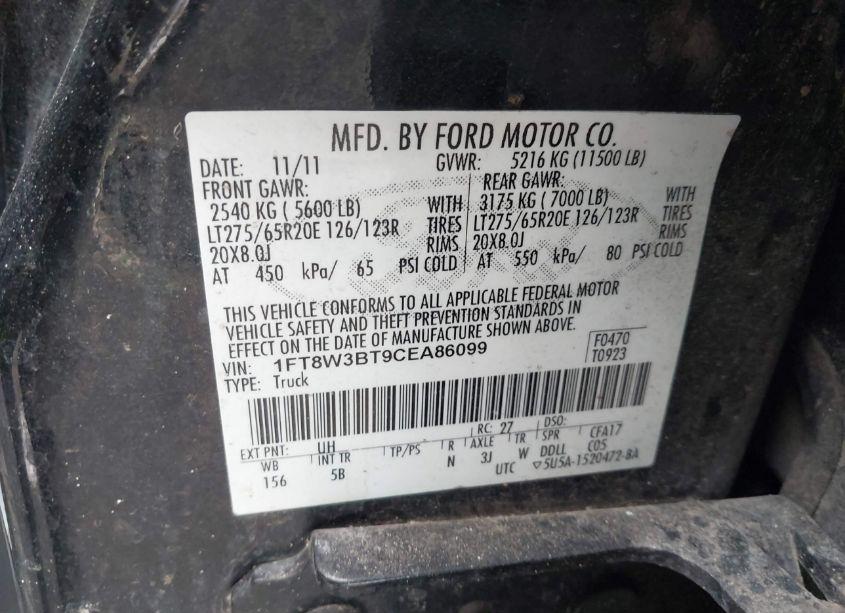 MFD. BY FORD MOTOR CO.
DATE: 11/11 GVWR: 5216 KG (11500 LB)
FRONT GAWR: REAR GAWR:
2540 KG ( 5600 LB) WITH 3175 KG ( 7000 LB) WITH
LT275/65R20E 126/123R TIRES LT275/65R20E 126/123R TIRES
20X8.0J RIMS 20X8.0J RIMS
AT 450 kPa/ 65 PSI COLD AT 550 kPa/ 80 PSI COLD
THIS VEHICLE CONFORMS TO ALL APPLICABLE FEDERAL MOTOR
VEHICLE SAFETY AND THEFT PREVENTION STANDARDS IN
EFFECT ON THE DATE OF MANUFACTURE SHOWN ABOVE.
VIN: 1FT8W3BT9CEA86099 F0470
TYPE: Truck T0923
EXT PNT: UH RC: 27 DSO:
WB INT TR TP/PS R AXLE TR SPR CFA17
156 5B N 3J W DDLL C05
UTC ▽5U5A-1520472-BA